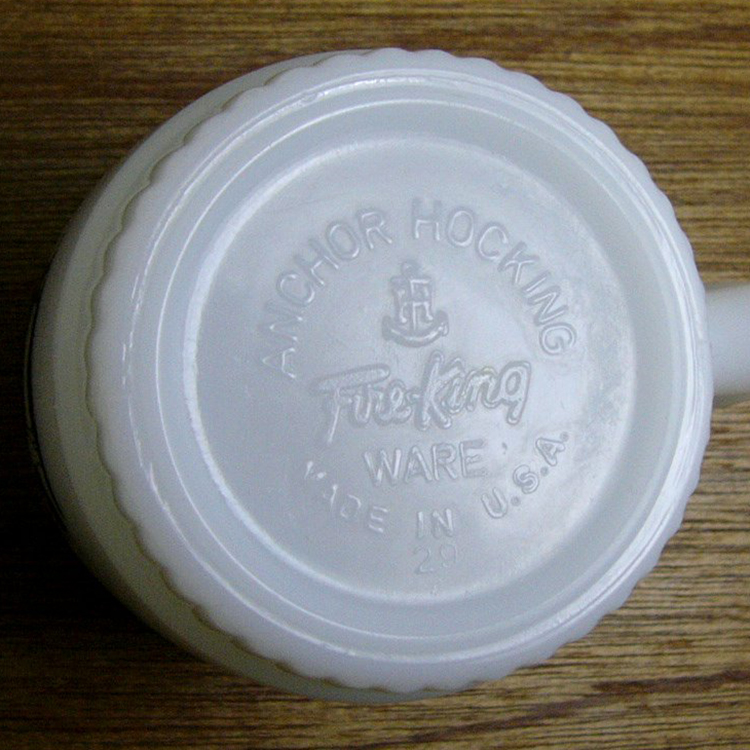 ANCHOR HOCKING
Fire-King
WARE
MADE IN U.S.A.
29